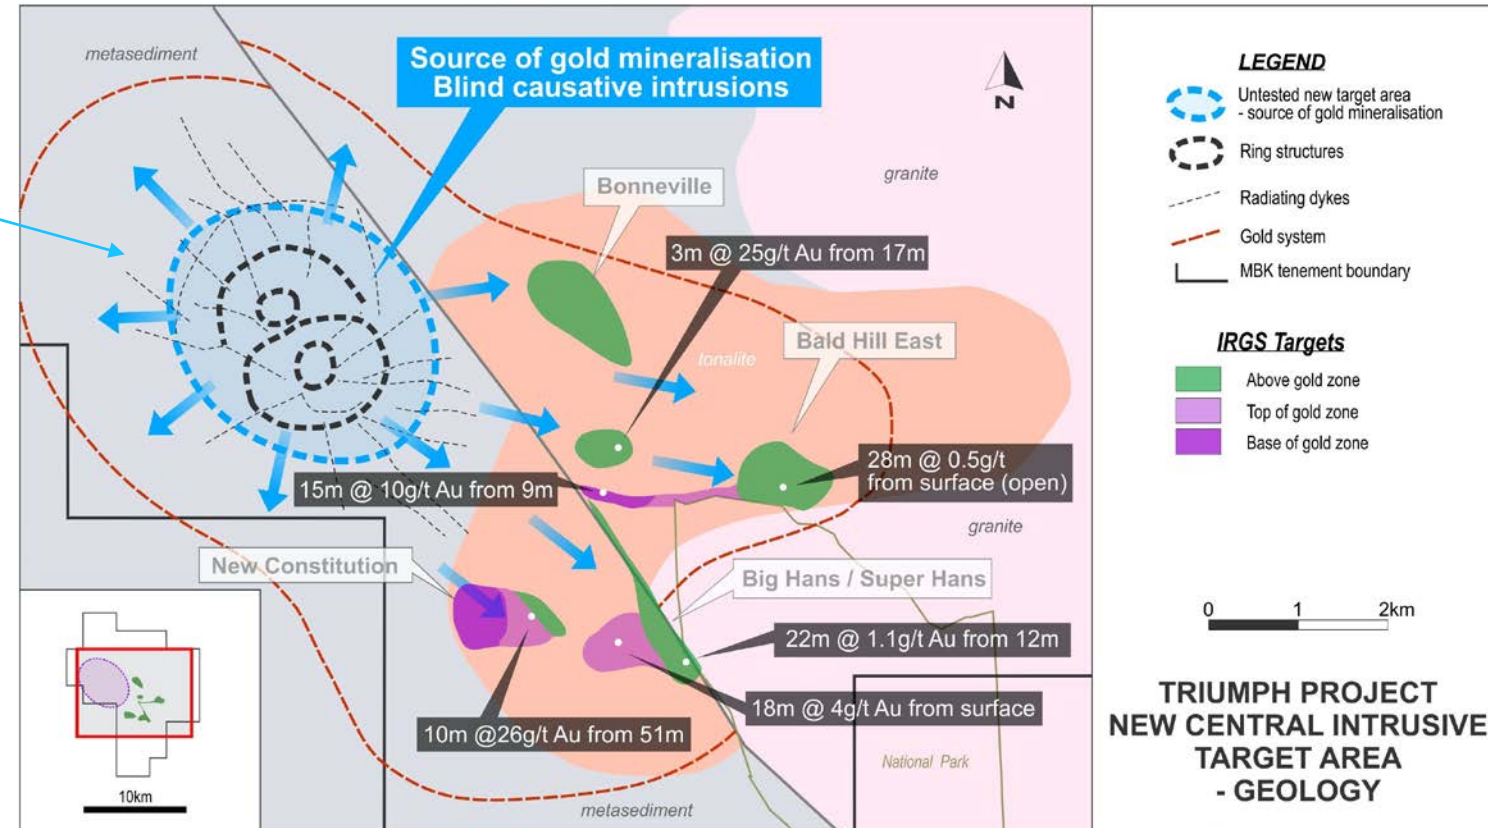 metasediment
Source of gold mineralisation
Blind causative intrusions
N
granite
Bonneville
3m @ 25g/t Au from 17m
Bald Hill East
tonalite
28m @ 0.5g/t
from surface (open)
15m @ 10g/t Au from 9m
granite
New Constitution
Big Hans / Super Hans
22m @ 1.1g/t Au from 12m
18m @ 4g/t Au from surface
10m @26g/t Au from 51m
National Park
metasediment
10km
LEGEND
Untested new target area
- source of gold mineralisation
Ring structures
Radiating dykes
Gold system
MBK tenement boundary
IRGS Targets
Above gold zone
Top of gold zone
Base of gold zone
0 1 2km
TRIUMPH PROJECT
NEW CENTRAL INTRUSIVE
TARGET AREA
- GEOLOGY